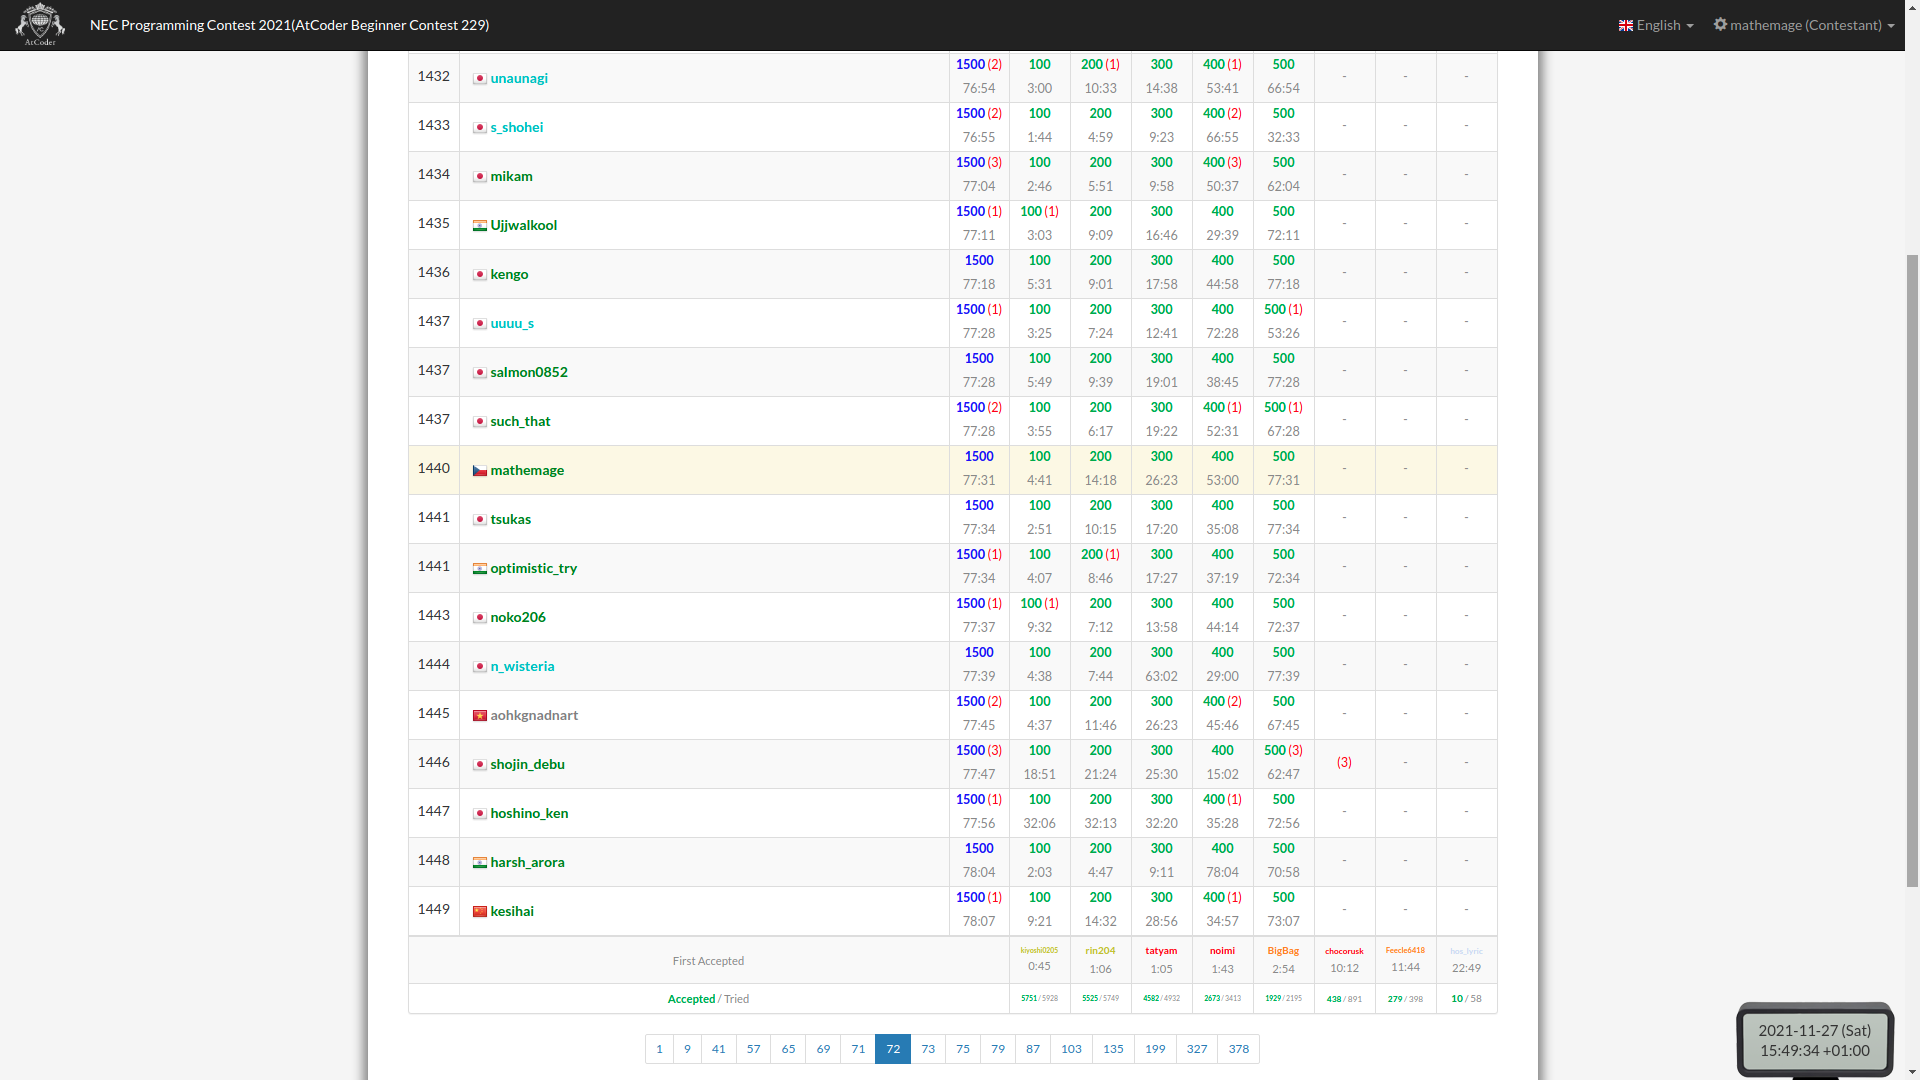 AtCoder
NEC Programming Contest 2021(AtCoder Beginner Contest 229)
English
mathemage (Contestant)
1432 unaunagi 1500 (2) 100 200 (1) 300 400 (1) 500 - - -
76:54 3:00 10:33 14:38 53:41 66:54
1433 s_shohei 1500 (2) 100 200 300 400 (2) 500 - - -
76:55 1:44 4:59 9:23 66:55 32:33
1434 mikam 1500 (3) 100 200 300 400 (3) 500 - - -
77:04 2:46 5:51 9:58 50:37 62:04
1435 Ujjwalkool 1500 (1) 100 (1) 200 300 400 500 - - -
77:11 3:03 9:09 16:46 29:39 72:11
1436 kengo 1500 100 200 300 400 500 - - -
77:18 5:31 9:01 17:58 44:58 77:18
1437 uuuu_s 1500 (1) 100 200 300 400 500 (1) - - -
77:28 3:25 7:24 12:41 72:28 53:26
1437 salmon0852 1500 100 200 300 400 500 - - -
77:28 5:49 9:39 19:01 38:45 77:28
1437 such_that 1500 (2) 100 200 300 400 (1) 500 (1) - - -
77:28 3:55 6:17 19:22 52:31 67:28
1440 mathemage 1500 100 200 300 400 500 - - -
77:31 4:41 14:18 26:23 53:00 77:31
1441 tsukas 1500 100 200 300 400 500 - - -
77:34 2:51 10:15 17:20 35:08 77:34
1441 optimistic_try 1500 (1) 100 200 (1) 300 400 500 - - -
77:34 4:07 8:46 17:27 37:19 72:34
1443 noko206 1500 (1) 100 (1) 200 300 400 500 - - -
77:37 9:32 7:12 13:58 44:14 72:37
1444 n_wisteria 1500 100 200 300 400 500 - - -
77:39 4:38 7:44 63:02 29:00 77:39
1445 aohkgnadnart 1500 (2) 100 200 300 400 (2) 500 - - -
77:45 4:37 11:46 26:23 45:46 67:45
1446 shojin_debu 1500 (3) 100 200 300 400 500 (3) (3) - -
77:47 18:51 21:24 25:30 15:02 62:47
1447 hoshino_ken 1500 (1) 100 200 300 400 (1) 500 - - -
77:56 32:06 32:13 32:20 35:28 72:56
1448 harsh_arora 1500 100 200 300 400 500 - - -
78:04 2:03 4:47 9:11 78:04 70:58
1449 kesihai 1500 (1) 100 200 300 400 (1) 500 - - -
78:07 9:21 14:32 28:56 34:57 73:07
First Accepted kiyoshi0205 rin204 tatyam noimi BigBag chocorusk Feecle6418 hos_lyric
0:45 1:06 1:05 1:43 2:54 10:12 11:44 22:49
Accepted / Tried 5751 / 5928 5525 / 5749 4582 / 4932 2673 / 3413 1929 / 2195 438 / 891 279 / 398 10 / 58
1 9 41 57 65 69 71 72 73 75 79 87 103 135 199 327 378
2021-11-27 (Sat)
15:49:34 +01:00